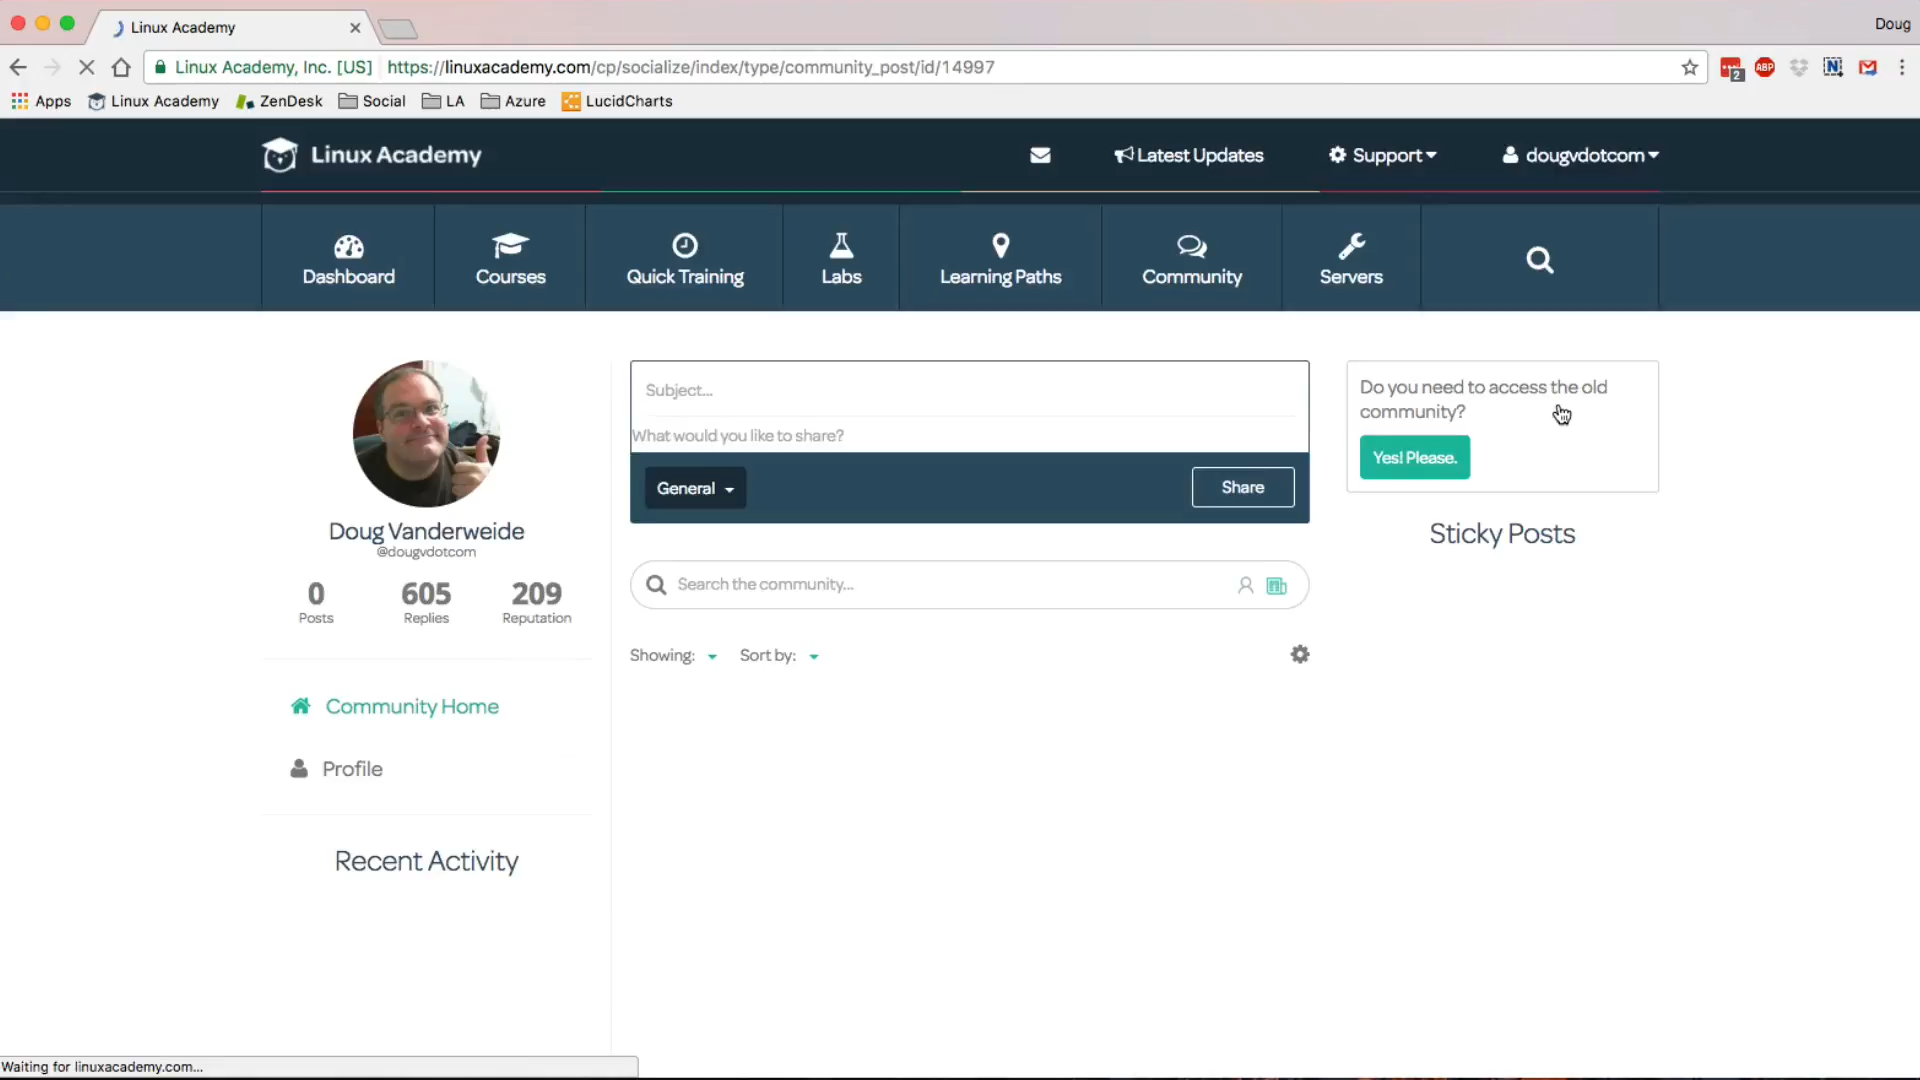 Linux Academy
Doug
Linux Academy, Inc. [US]
https://linuxacademy.com/cp/socialize/index/type/community_post/id/14997
2
ABP
N
Apps
Linux Academy
ZenDesk
Social
LA
Azure
LucidCharts
Linux Academy
Latest Updates
Support
dougvdotcom
Dashboard
Courses
Quick Training
Labs
Learning Paths
Community
Servers
Doug Vanderweide
@dougvdotcom
0
605
209
Posts
Replies
Reputation
Community Home
Profile
Recent Activity
Subject...
What would you like to share?
General
Share
Search the community...
Showing:
Sort by:
Do you need to access the old
community?
Yes! Please.
Sticky Posts
Waiting for linuxacademy.com...